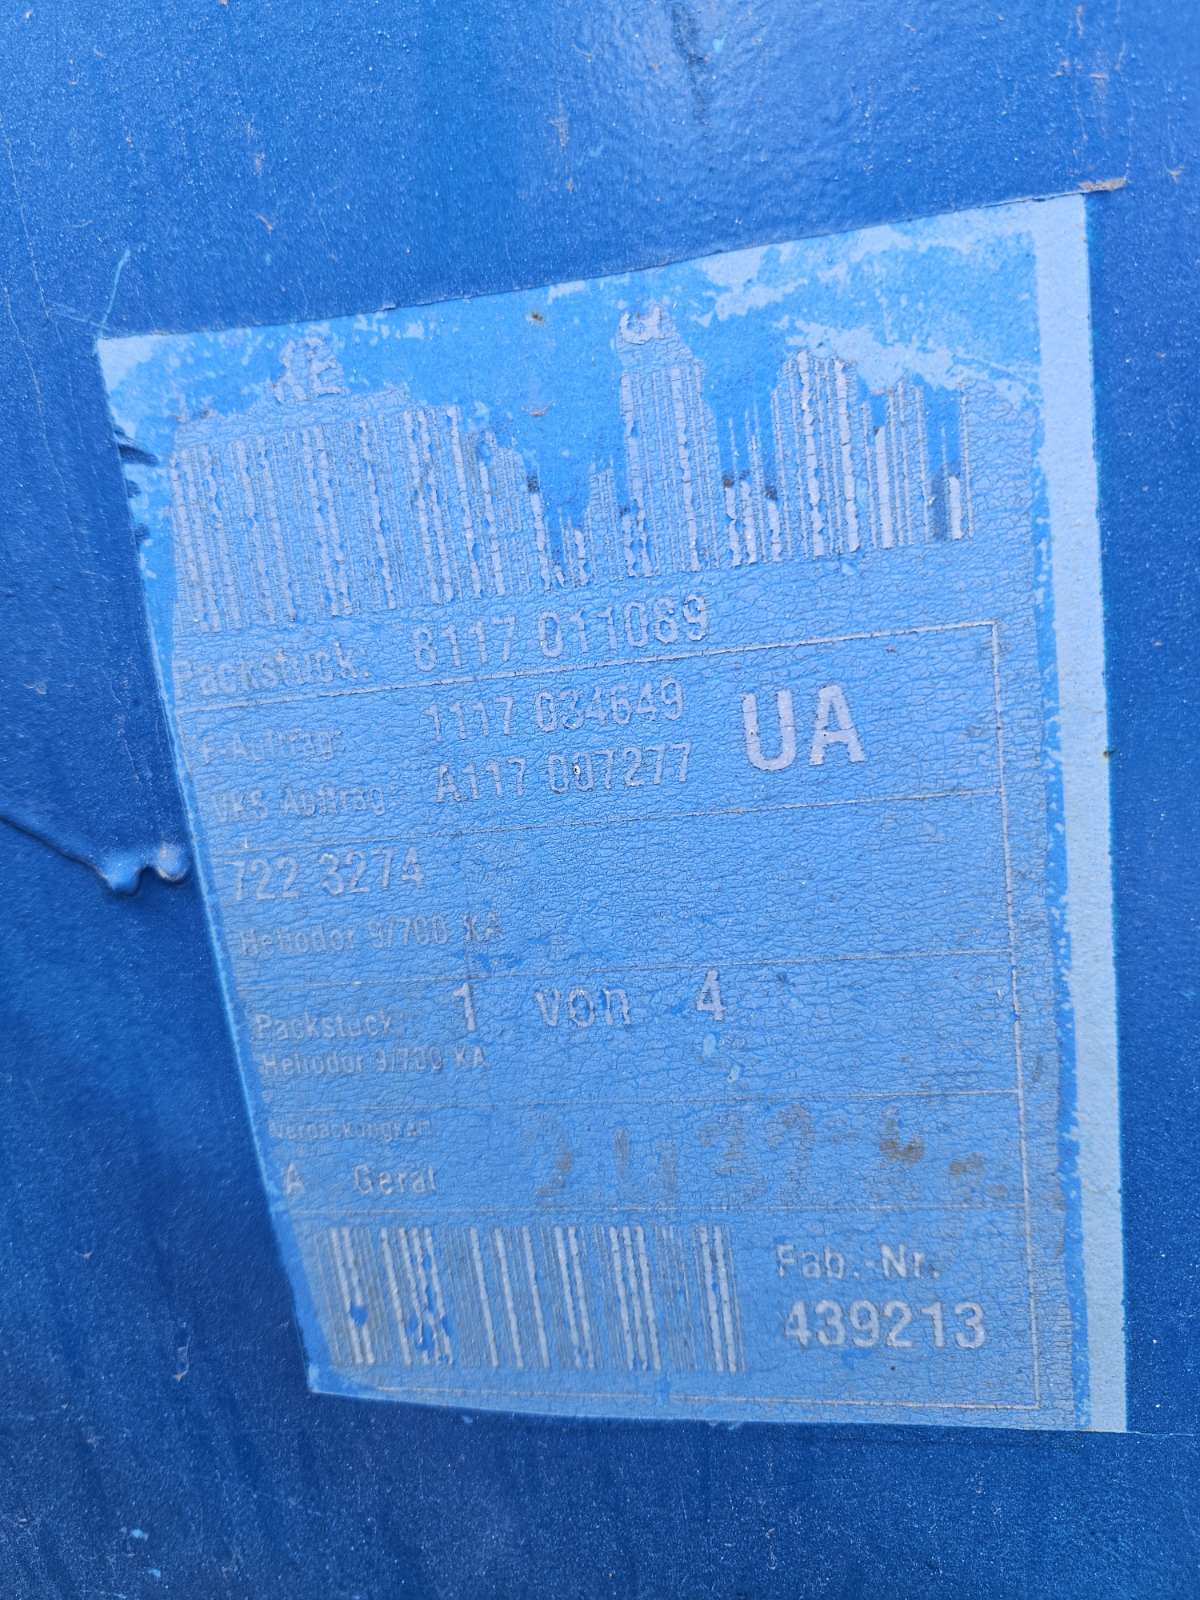 Packstück: 8117 011089
F-Auftrag: 1117 034649
VKS Auftrag: A117 007277
UA
722 3274
Heliodor 9/700 KA
Packstück: 1 von 4
Heliodor 9/700 KA
Verpackungsart
A Gerät
Fab.-Nr.
439213